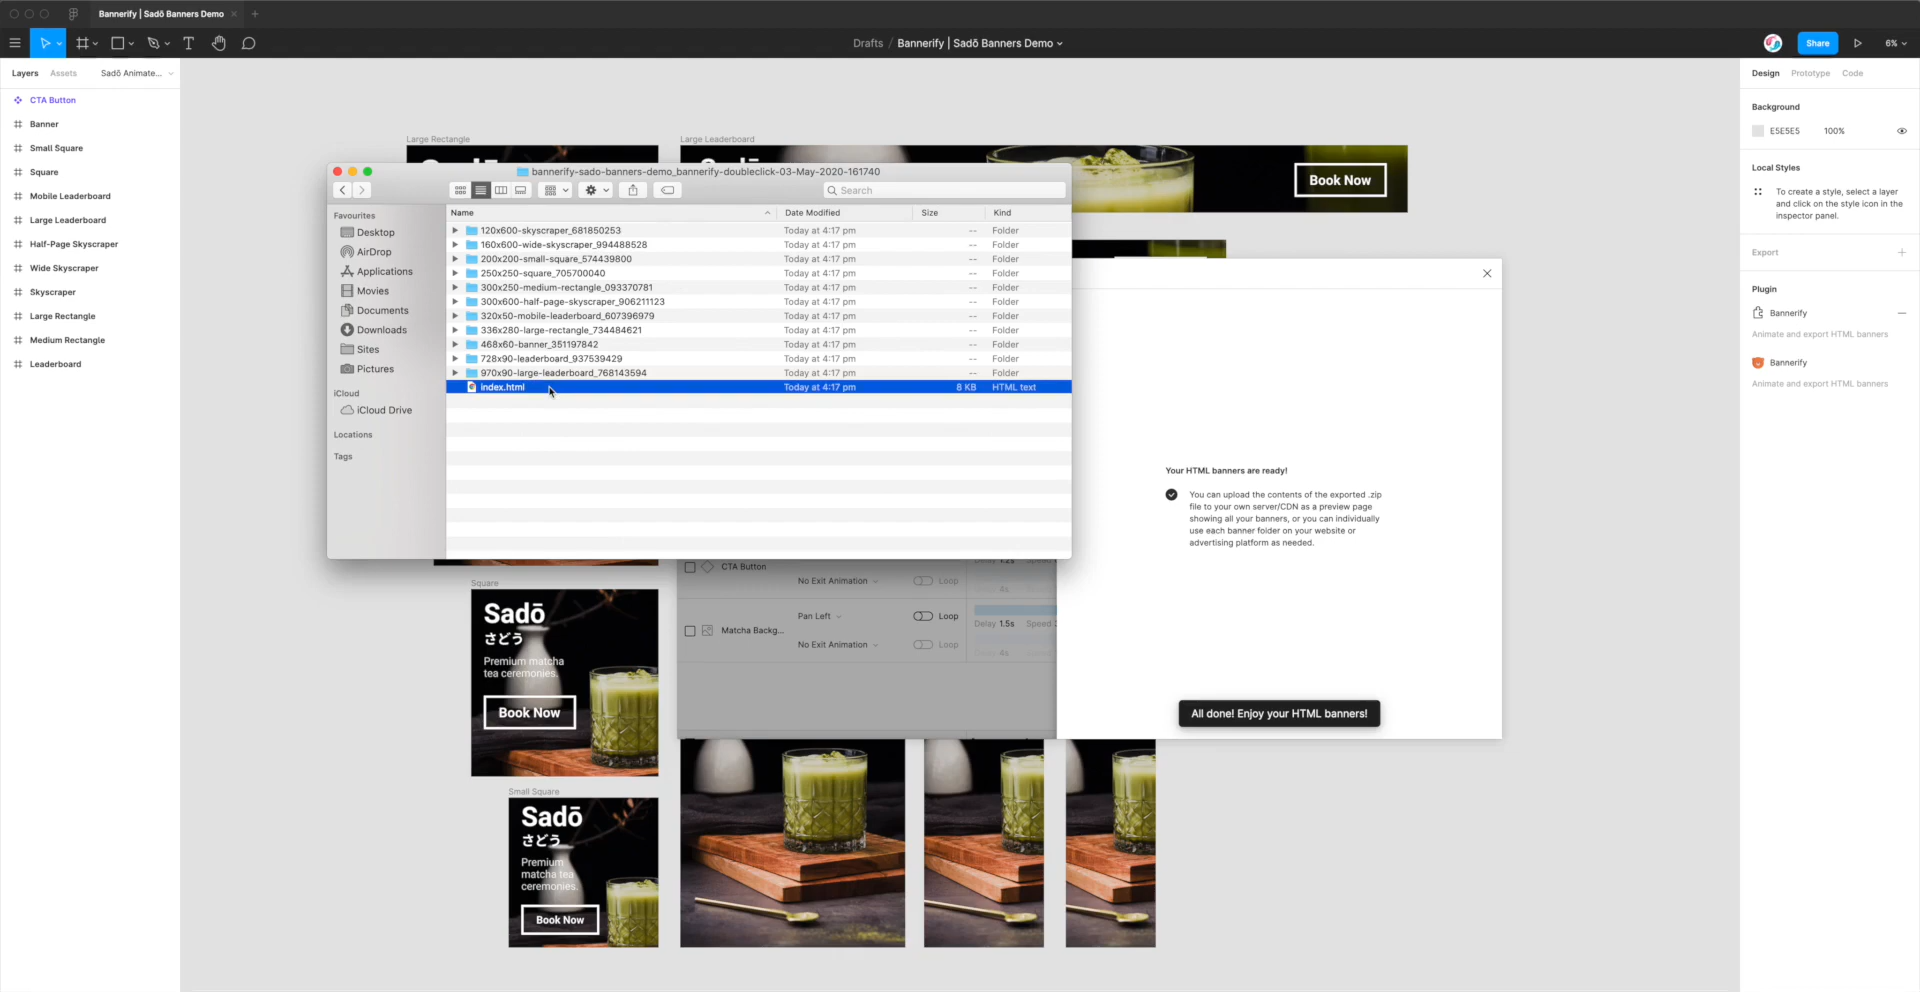 Bannerify | Sadō Banners Demo
Drafts / Bannerify | Sadō Banners Demo
Share
6%
Layers
Assets
Sadō Animate...
CTA Button
Banner
Small Square
Square
Mobile Leaderboard
Large Leaderboard
Half-Page Skyscraper
Wide Skyscraper
Skyscraper
Large Rectangle
Medium Rectangle
Leaderboard
Large Rectangle
Large Leaderboard
Book Now
bannerify-sado-banners-demo_bannerify-doubleclick-03-May-2020-161740
Search
Favourites
Desktop
AirDrop
Applications
Movies
Documents
Downloads
Sites
Pictures
iCloud
iCloud Drive
Locations
Tags
Name Date Modified Size Kind
120x600-skyscraper_681850253 Today at 4:17 pm -- Folder
160x600-wide-skyscraper_994488528 Today at 4:17 pm -- Folder
200x200-small-square_574439800 Today at 4:17 pm -- Folder
250x250-square_705700040 Today at 4:17 pm -- Folder
300x250-medium-rectangle_093370781 Today at 4:17 pm -- Folder
300x600-half-page-skyscraper_906211123 Today at 4:17 pm -- Folder
320x50-mobile-leaderboard_607396979 Today at 4:17 pm -- Folder
336x280-large-rectangle_734484621 Today at 4:17 pm -- Folder
468x60-banner_351197842 Today at 4:17 pm -- Folder
728x90-leaderboard_937539429 Today at 4:17 pm -- Folder
970x90-large-leaderboard_768143594 Today at 4:17 pm -- Folder
index.html Today at 4:17 pm 8 KB HTML text
CTA Button
No Exit Animation
Loop
Delay 1.2s
Delay 4s
Matcha Backg...
Pan Left
Loop
Delay 1.5s Speed
No Exit Animation
Loop
Delay 4s
Your HTML banners are ready!
You can upload the contents of the exported .zip
file to your own server/CDN as a preview page
showing all your banners, or you can individually
use each banner folder on your website or
advertising platform as needed.
All done! Enjoy your HTML banners!
Square
Sadō
さどう
Premium matcha
tea ceremonies.
Book Now
Small Square
Sadō
さどう
Premium
matcha tea
ceremonies.
Book Now
Design
Prototype
Code
Background
E5E5E5
100%
Local Styles
To create a style, select a layer
and click on the style icon in the
inspector panel.
Export
Plugin
Bannerify
Animate and export HTML banners
Bannerify
Animate and export HTML banners